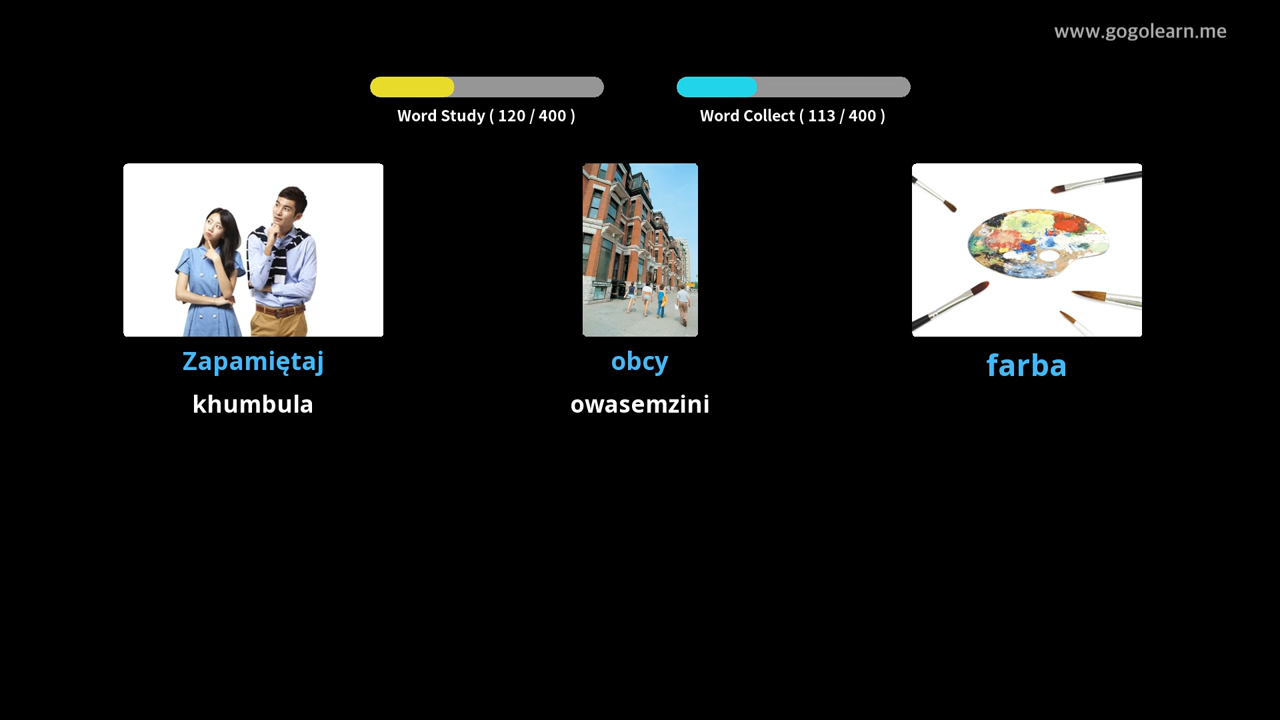 www.gogolearn.me
Word Study ( 120 / 400 )
Word Collect ( 113 / 400 )
Zapamiętaj
obcy
farba
khumbula
owasemzini